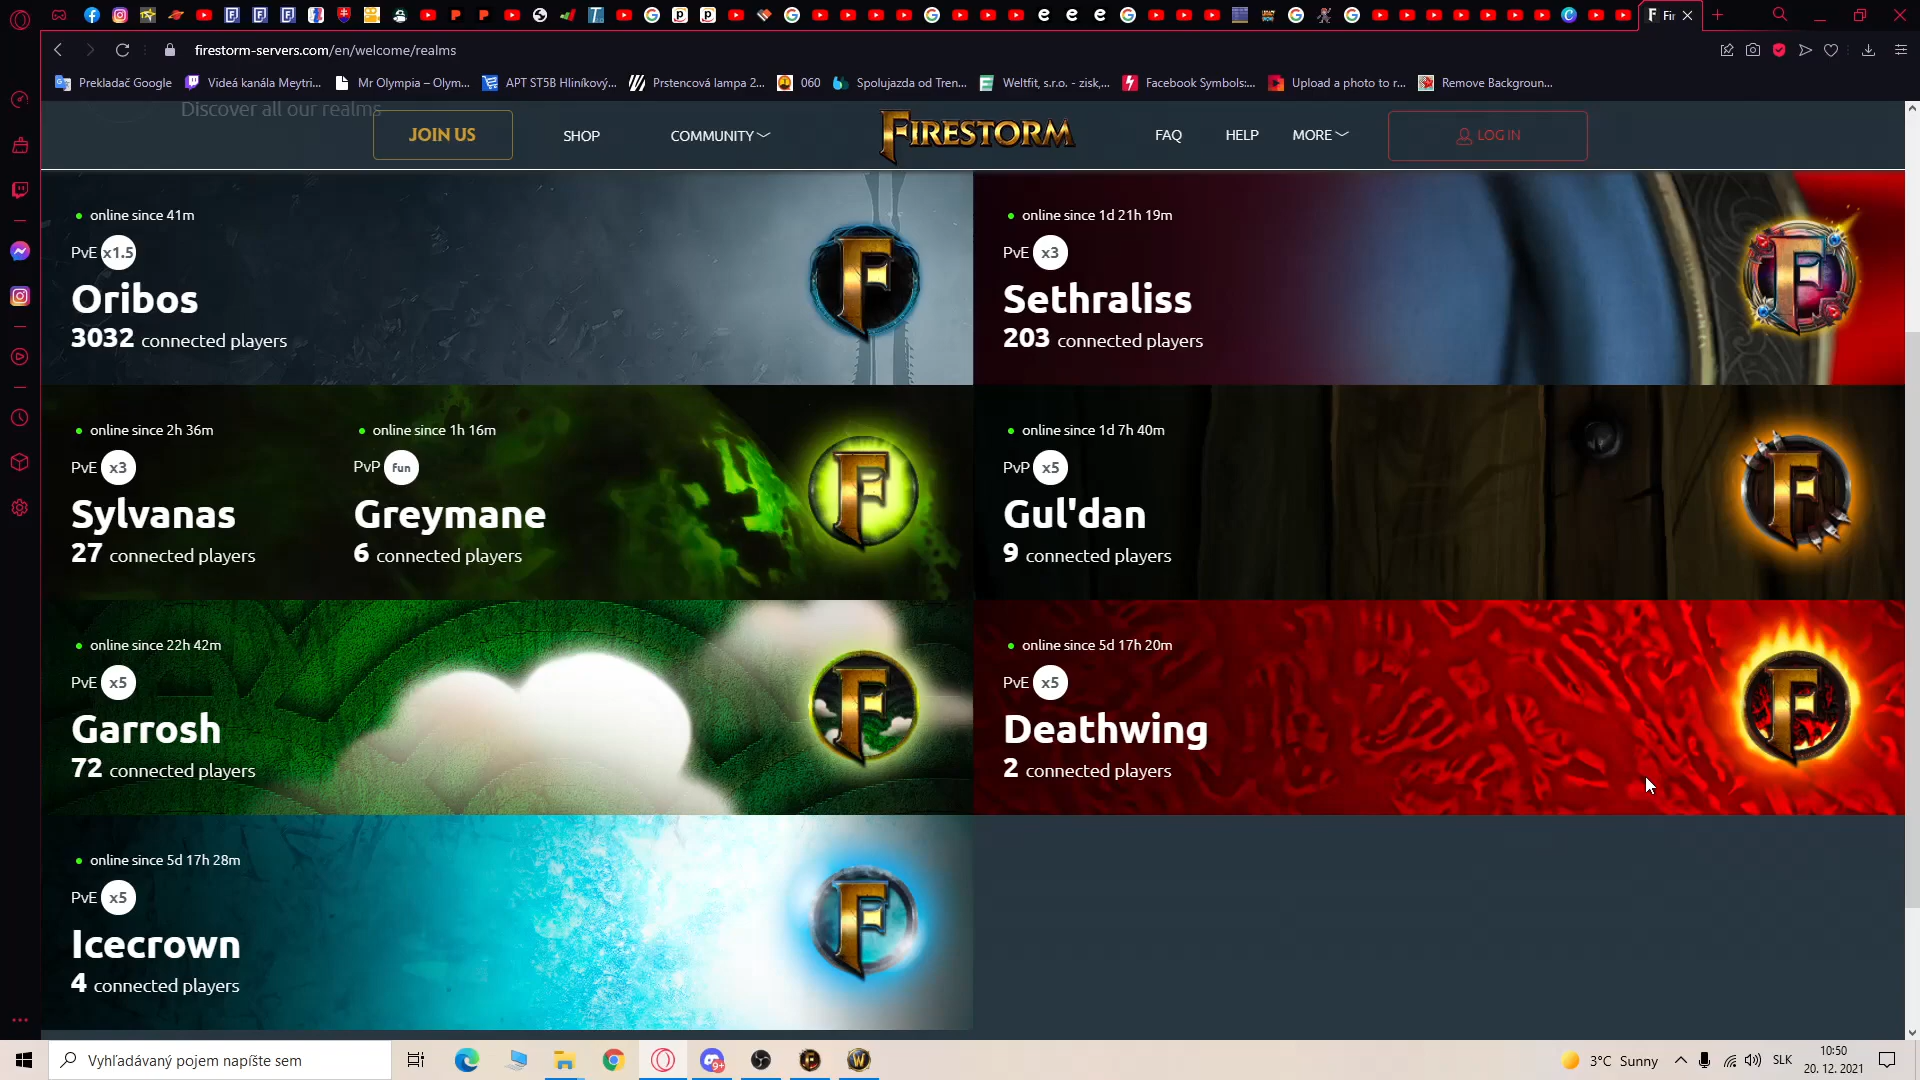 firestorm-servers.com/en/welcome/realms
Prekladač Google
Videá kanála Meytri...
Mr Olympia – Olym...
APT ST5B Hliníkový...
Prstencová lampa 2...
060
Spolujazda od Tren...
Weltfit, s.r.o. - zisk,...
Facebook Symbols:...
Upload a photo to r...
Remove Backgroun...
Discover all our realms
JOIN US
SHOP
COMMUNITY
FIRESTORM
FAQ
HELP
MORE
LOG IN
online since 41m
PvE x1.5
Oribos
3032 connected players
online since 1d 21h 19m
PvE x3
Sethraliss
203 connected players
online since 2h 36m
PvE x3
Sylvanas
27 connected players
online since 1h 16m
PvP fun
Greymane
6 connected players
online since 1d 7h 40m
PvP x5
Gul'dan
9 connected players
online since 22h 42m
PvE x5
Garrosh
72 connected players
online since 5d 17h 20m
PvE x5
Deathwing
2 connected players
online since 5d 17h 28m
PvE x5
Icecrown
4 connected players
Vyhľadávaný pojem napíšte sem
9+
3°C Sunny
SLK
10:50
20. 12. 2021